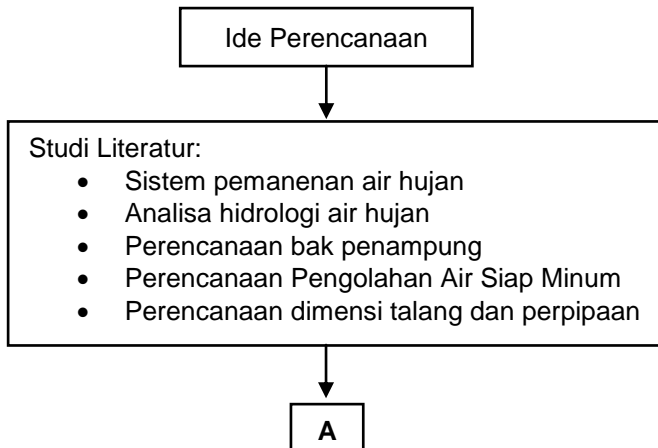 Ide Perencanaan
Studi Literatur:
• Sistem pemanenan air hujan
• Analisa hidrologi air hujan
• Perencanaan bak penampung
• Perencanaan Pengolahan Air Siap Minum
• Perencanaan dimensi talang dan perpipaan
A